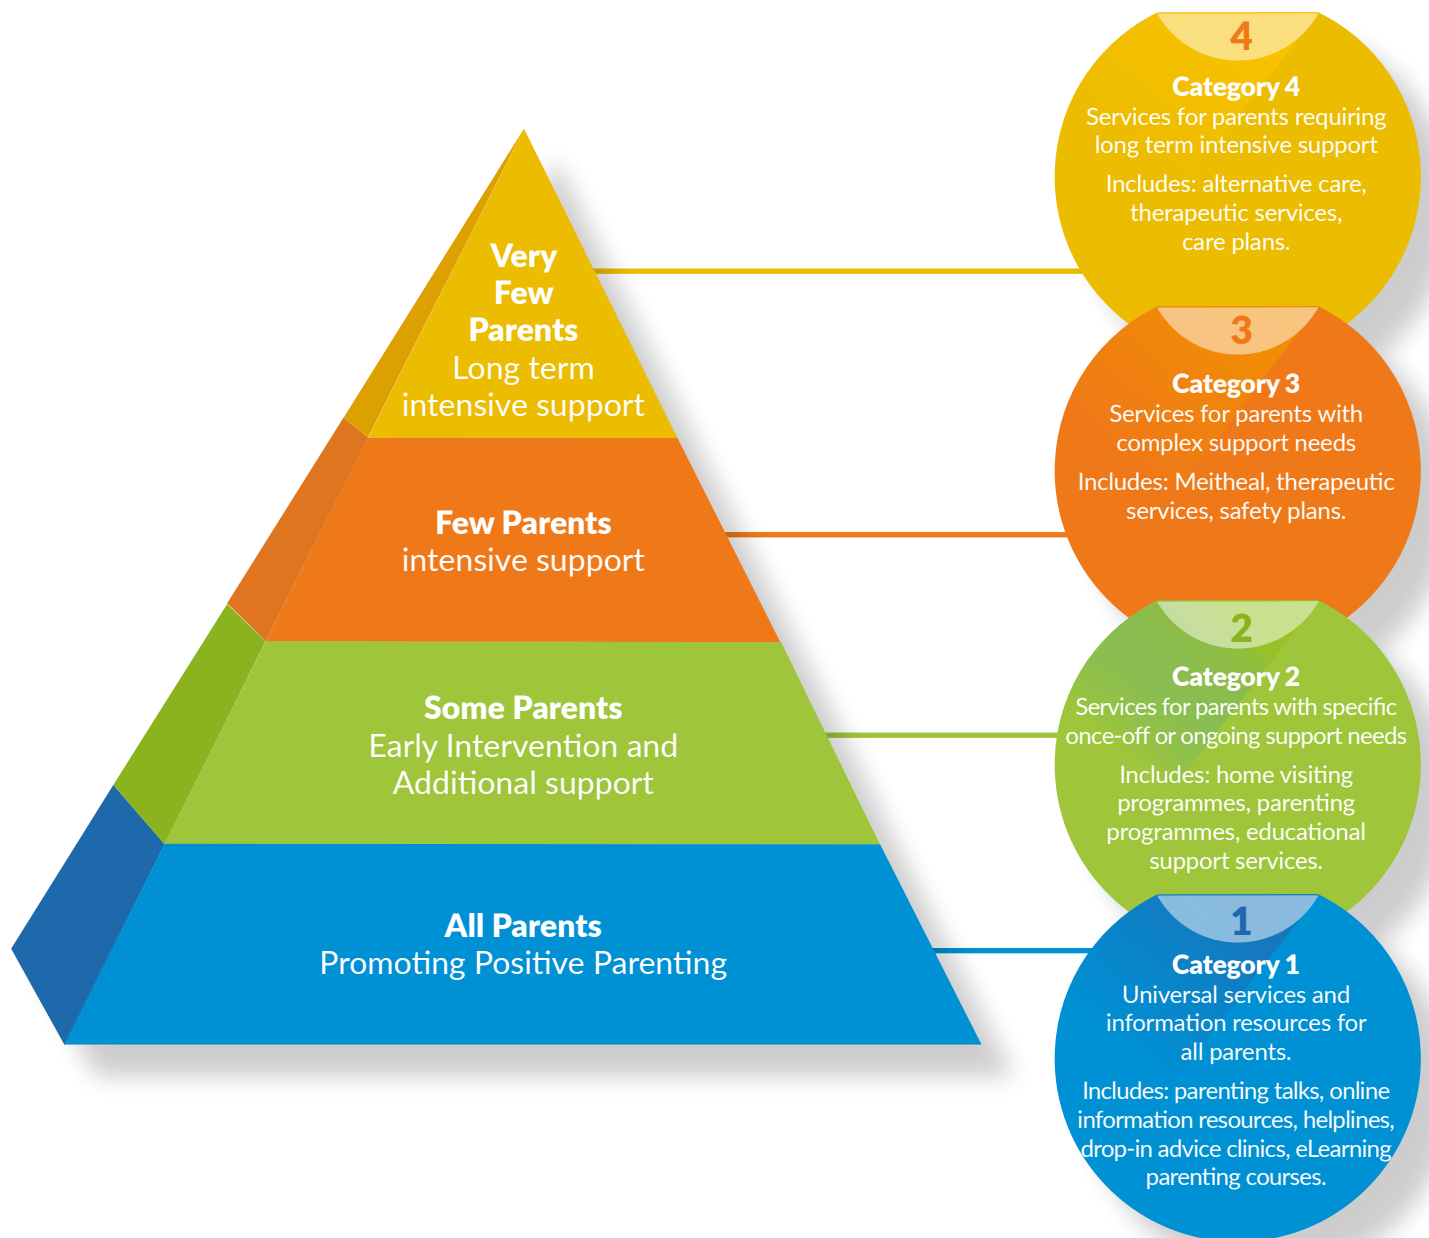 Very
Few
Parents
Long term
intensive support
Few Parents
intensive support
Some Parents
Early Intervention and
Additional support
All Parents
Promoting Positive Parenting
4
Category 4
Services for parents requiring
long term intensive support
Includes: alternative care,
therapeutic services,
care plans.
3
Category 3
Services for parents with
complex support needs
Includes: Meitheal, therapeutic
services, safety plans.
2
Category 2
Services for parents with specific
once-off or ongoing support needs
Includes: home visiting
programmes, parenting
programmes, educational
support services.
1
Category 1
Universal services and
information resources for
all parents.
Includes: parenting talks, online
information resources, helplines,
drop-in advice clinics, eLearning
parenting courses.